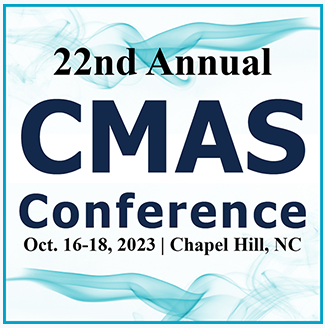 22nd Annual
CMAS
Conference
Oct. 16-18, 2023 | Chapel Hill, NC